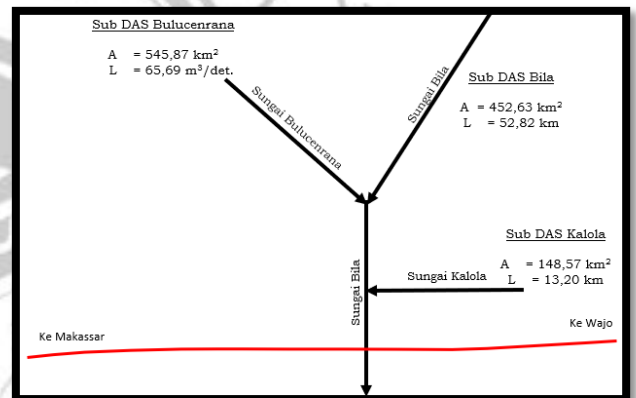 Sub DAS Bulucenrana
A = 545,87 km²
L = 65,69 m³/det.
Sungai Bulucenrana
Sungai Bila
Sub DAS Bila
A = 452,63 km²
L = 52,82 km
Sub DAS Kalola
A = 148,57 km²
L = 13,20 km
Sungai Kalola
Sungai Bila
Ke Makassar
Ke Wajo